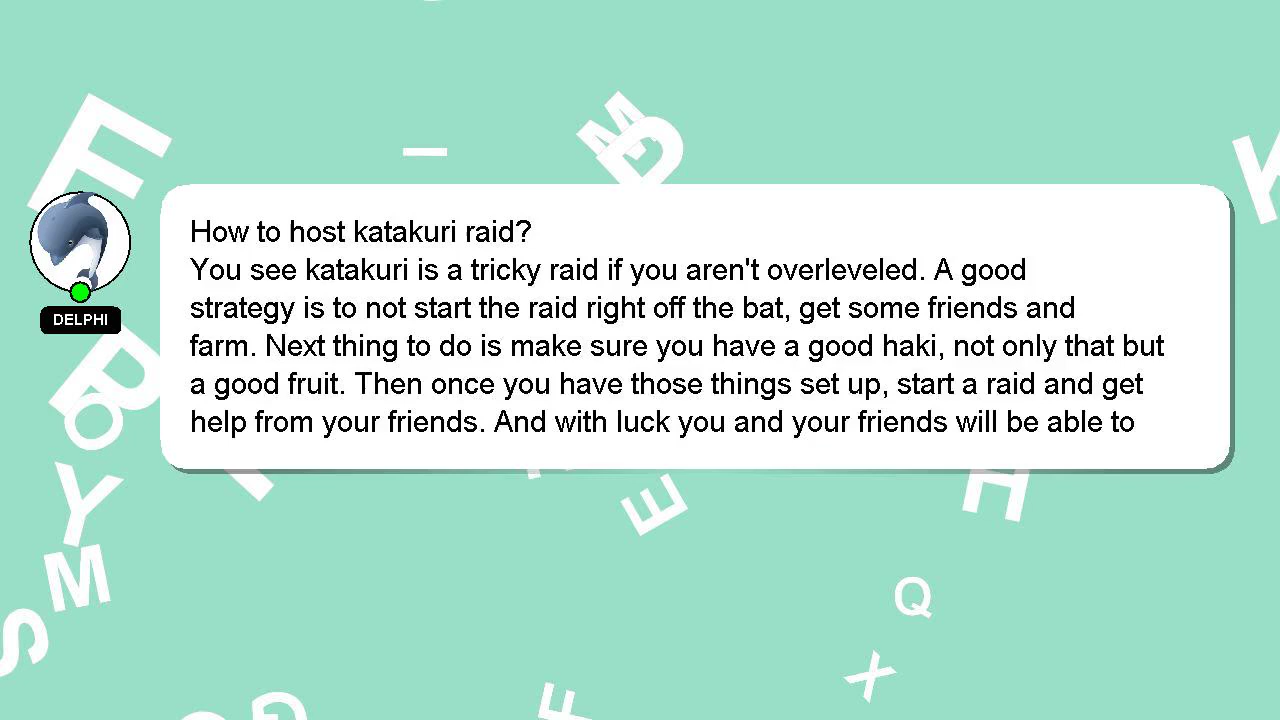 How to host katakuri raid?
You see katakuri is a tricky raid if you aren't overleveled. A good
strategy is to not start the raid right off the bat, get some friends and
farm. Next thing to do is make sure you have a good haki, not only that but
a good fruit. Then once you have those things set up, start a raid and get
help from your friends. And with luck you and your friends will be able to
DELPHI